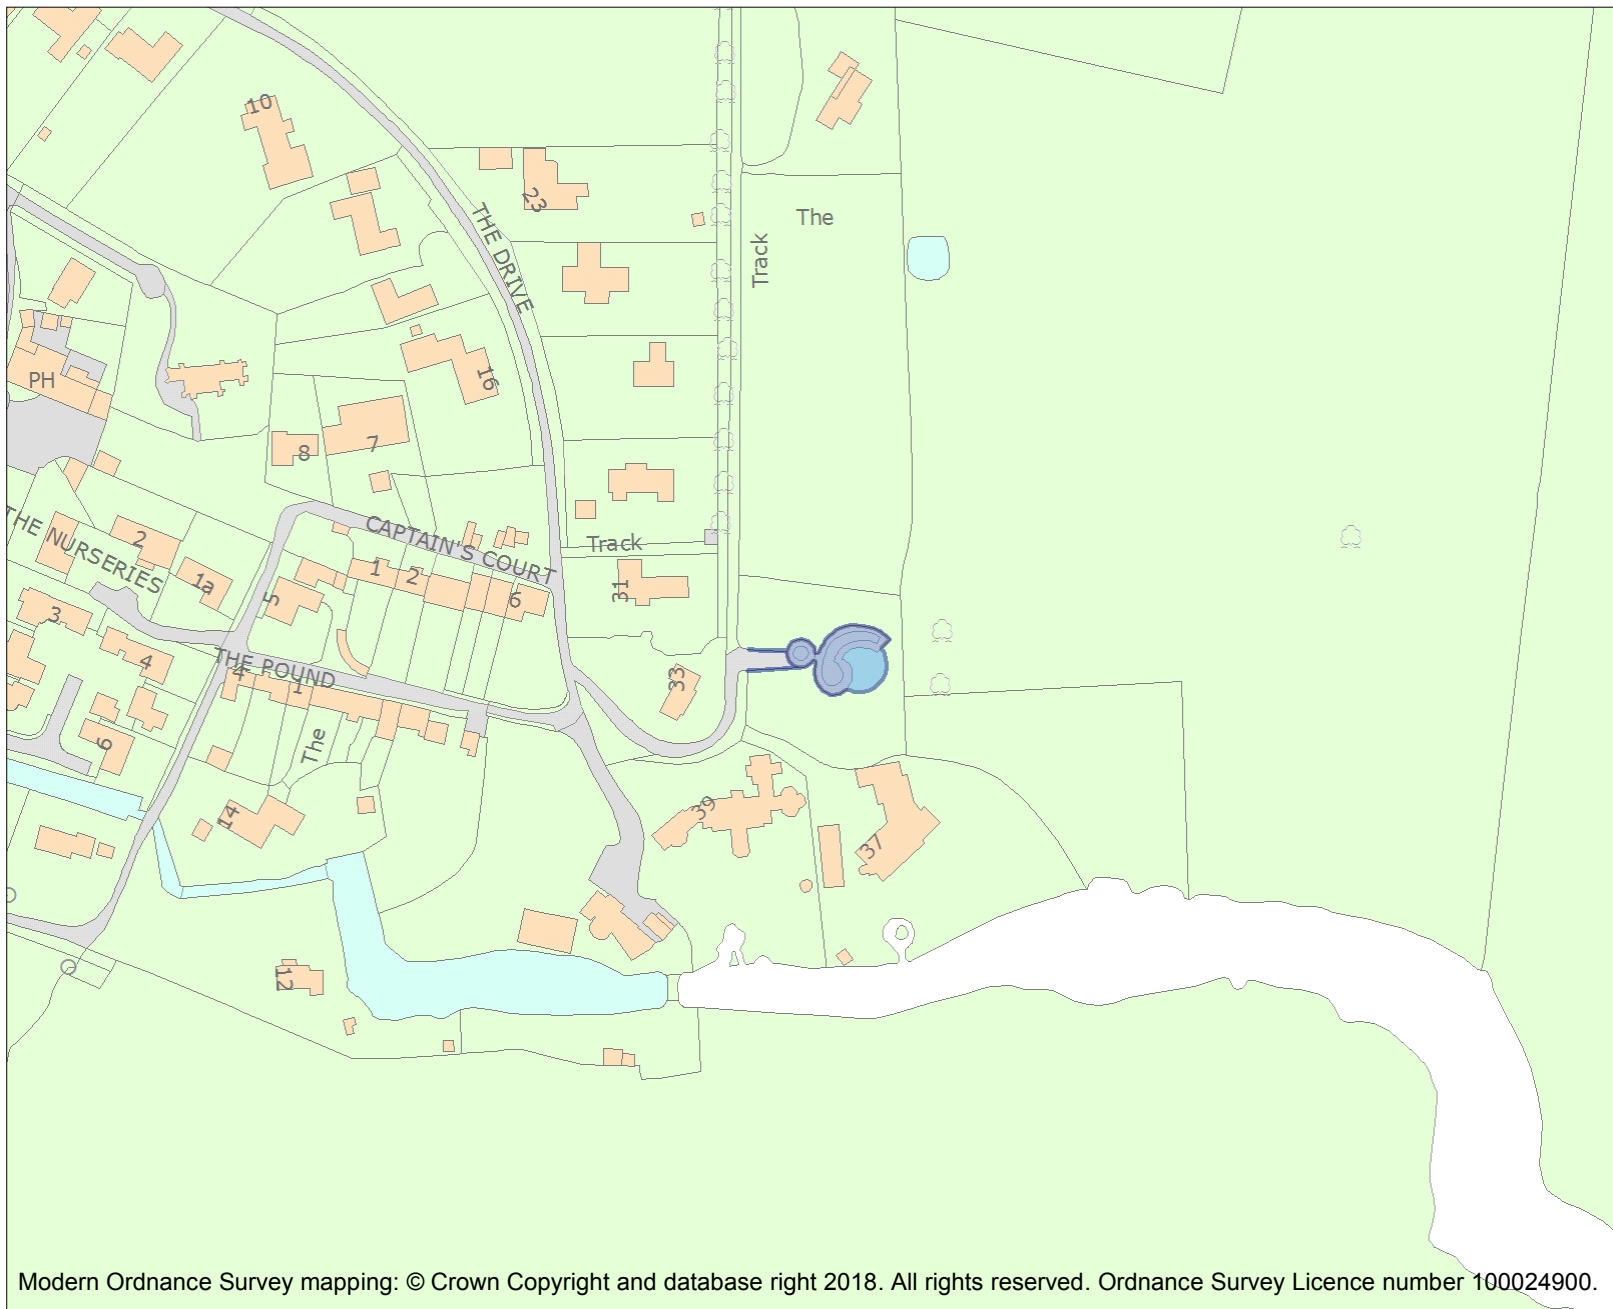 10
23
THE DRIVE
The
Track
PH
16
7
8
CAPTAIN'S COURT
Track
THE NURSERIES
2
1a
1
2
6
5
31
3
4
THE POUND
4
1
33
6
The
14
39
37
12
Modern Ordnance Survey mapping: © Crown Copyright and database right 2018. All rights reserved. Ordnance Survey Licence number 100024900.